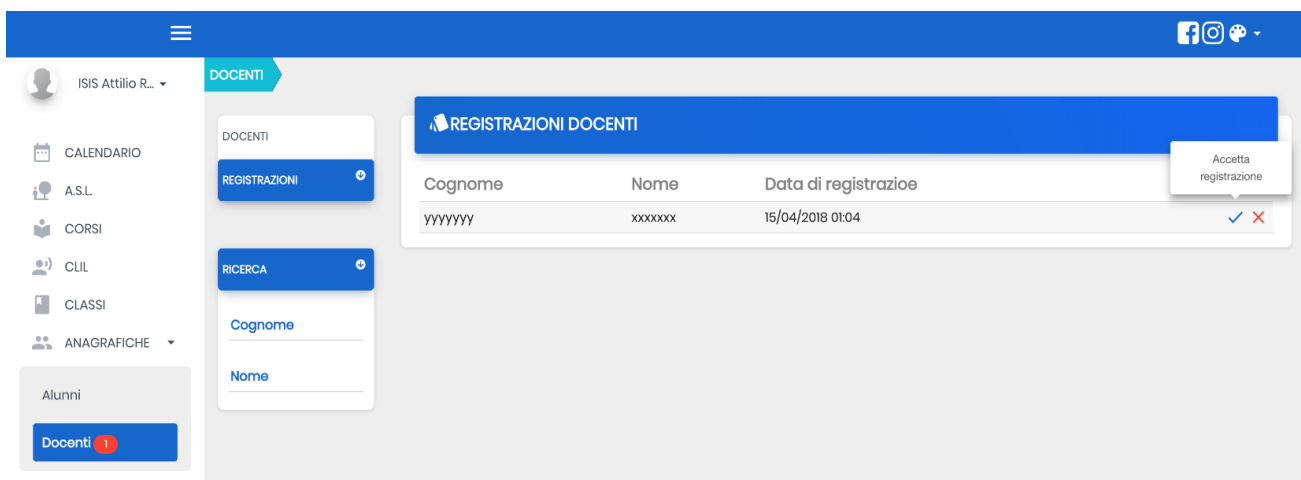 ISIS Attilio R...
DOCENTI
CALENDARIO
A.S.L.
CORSI
CLIL
CLASSI
ANAGRAFICHE
Alunni
Docenti 1
DOCENTI
REGISTRAZIONI
RICERCA
Cognome
Nome
REGISTRAZIONI DOCENTI
Accetta
registrazione
Cognome Nome Data di registrazioe
yyyyyyy xxxxxxx 15/04/2018 01:04